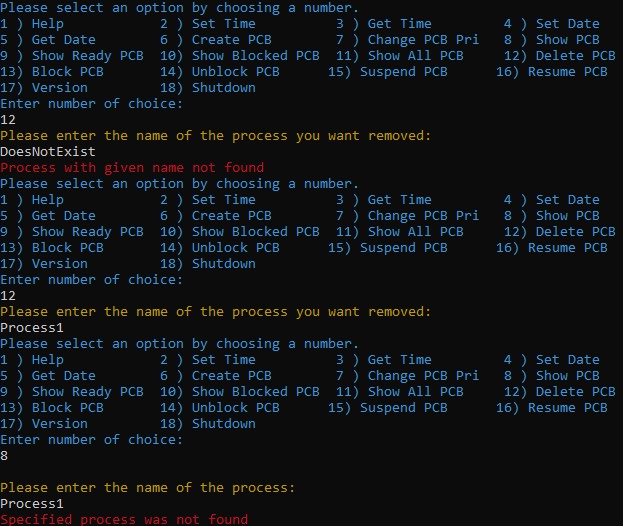 Please select an option by choosing a number.
1 ) Help 2 ) Set Time 3 ) Get Time 4 ) Set Date
5 ) Get Date 6 ) Create PCB 7 ) Change PCB Pri 8 ) Show PCB
9 ) Show Ready PCB 10) Show Blocked PCB 11) Show All PCB 12) Delete PCB
13) Block PCB 14) Unblock PCB 15) Suspend PCB 16) Resume PCB
17) Version 18) Shutdown
Enter number of choice:
12
Please enter the name of the process you want removed:
DoesNotExist
Process with given name not found
Please select an option by choosing a number.
1 ) Help 2 ) Set Time 3 ) Get Time 4 ) Set Date
5 ) Get Date 6 ) Create PCB 7 ) Change PCB Pri 8 ) Show PCB
9 ) Show Ready PCB 10) Show Blocked PCB 11) Show All PCB 12) Delete PCB
13) Block PCB 14) Unblock PCB 15) Suspend PCB 16) Resume PCB
17) Version 18) Shutdown
Enter number of choice:
12
Please enter the name of the process you want removed:
Process1
Please select an option by choosing a number.
1 ) Help 2 ) Set Time 3 ) Get Time 4 ) Set Date
5 ) Get Date 6 ) Create PCB 7 ) Change PCB Pri 8 ) Show PCB
9 ) Show Ready PCB 10) Show Blocked PCB 11) Show All PCB 12) Delete PCB
13) Block PCB 14) Unblock PCB 15) Suspend PCB 16) Resume PCB
17) Version 18) Shutdown
Enter number of choice:
8
Please enter the name of the process:
Process1
Specified process was not found